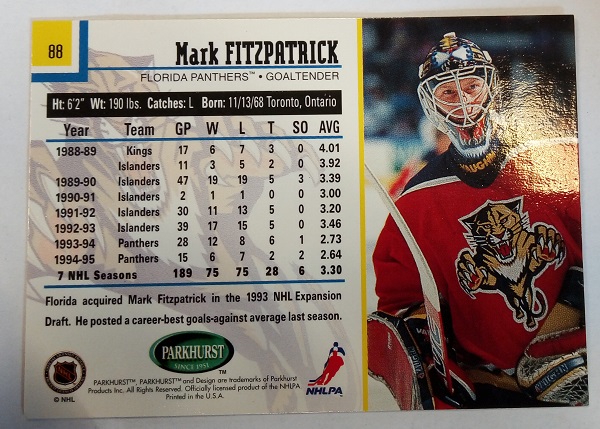 88
Mark FITZPATRICK
FLORIDA PANTHERS™ • GOALTENDER
Ht: 6'2" Wt: 190 lbs. Catches: L Born: 11/13/68 Toronto, Ontario
Year Team GP W L T SO AVG
1988-89 Kings 17 6 7 3 0 4.01
Islanders 11 3 5 2 0 3.92
1989-90 Islanders 47 19 19 5 3 3.39
1990-91 Islanders 2 1 1 0 0 3.00
1991-92 Islanders 30 11 13 5 0 3.20
1992-93 Islanders 39 17 15 5 0 3.46
1993-94 Panthers 28 12 8 6 1 2.73
1994-95 Panthers 15 6 7 2 2 2.64
7 NHL Seasons 189 75 75 28 6 3.30
Florida acquired Mark Fitzpatrick in the 1993 NHL Expansion
Draft. He posted a career-best goals-against average last season.
PARKHURST
SINCE 1951
™
NHL
© NHL
PARKHURST™, PARKHURST™ and Design are trademarks of Parkhurst
Products Inc. All Rights Reserved. Officially licensed product of the NHLPA
Printed in the U.S.A.
NHLPA
VAUGHN